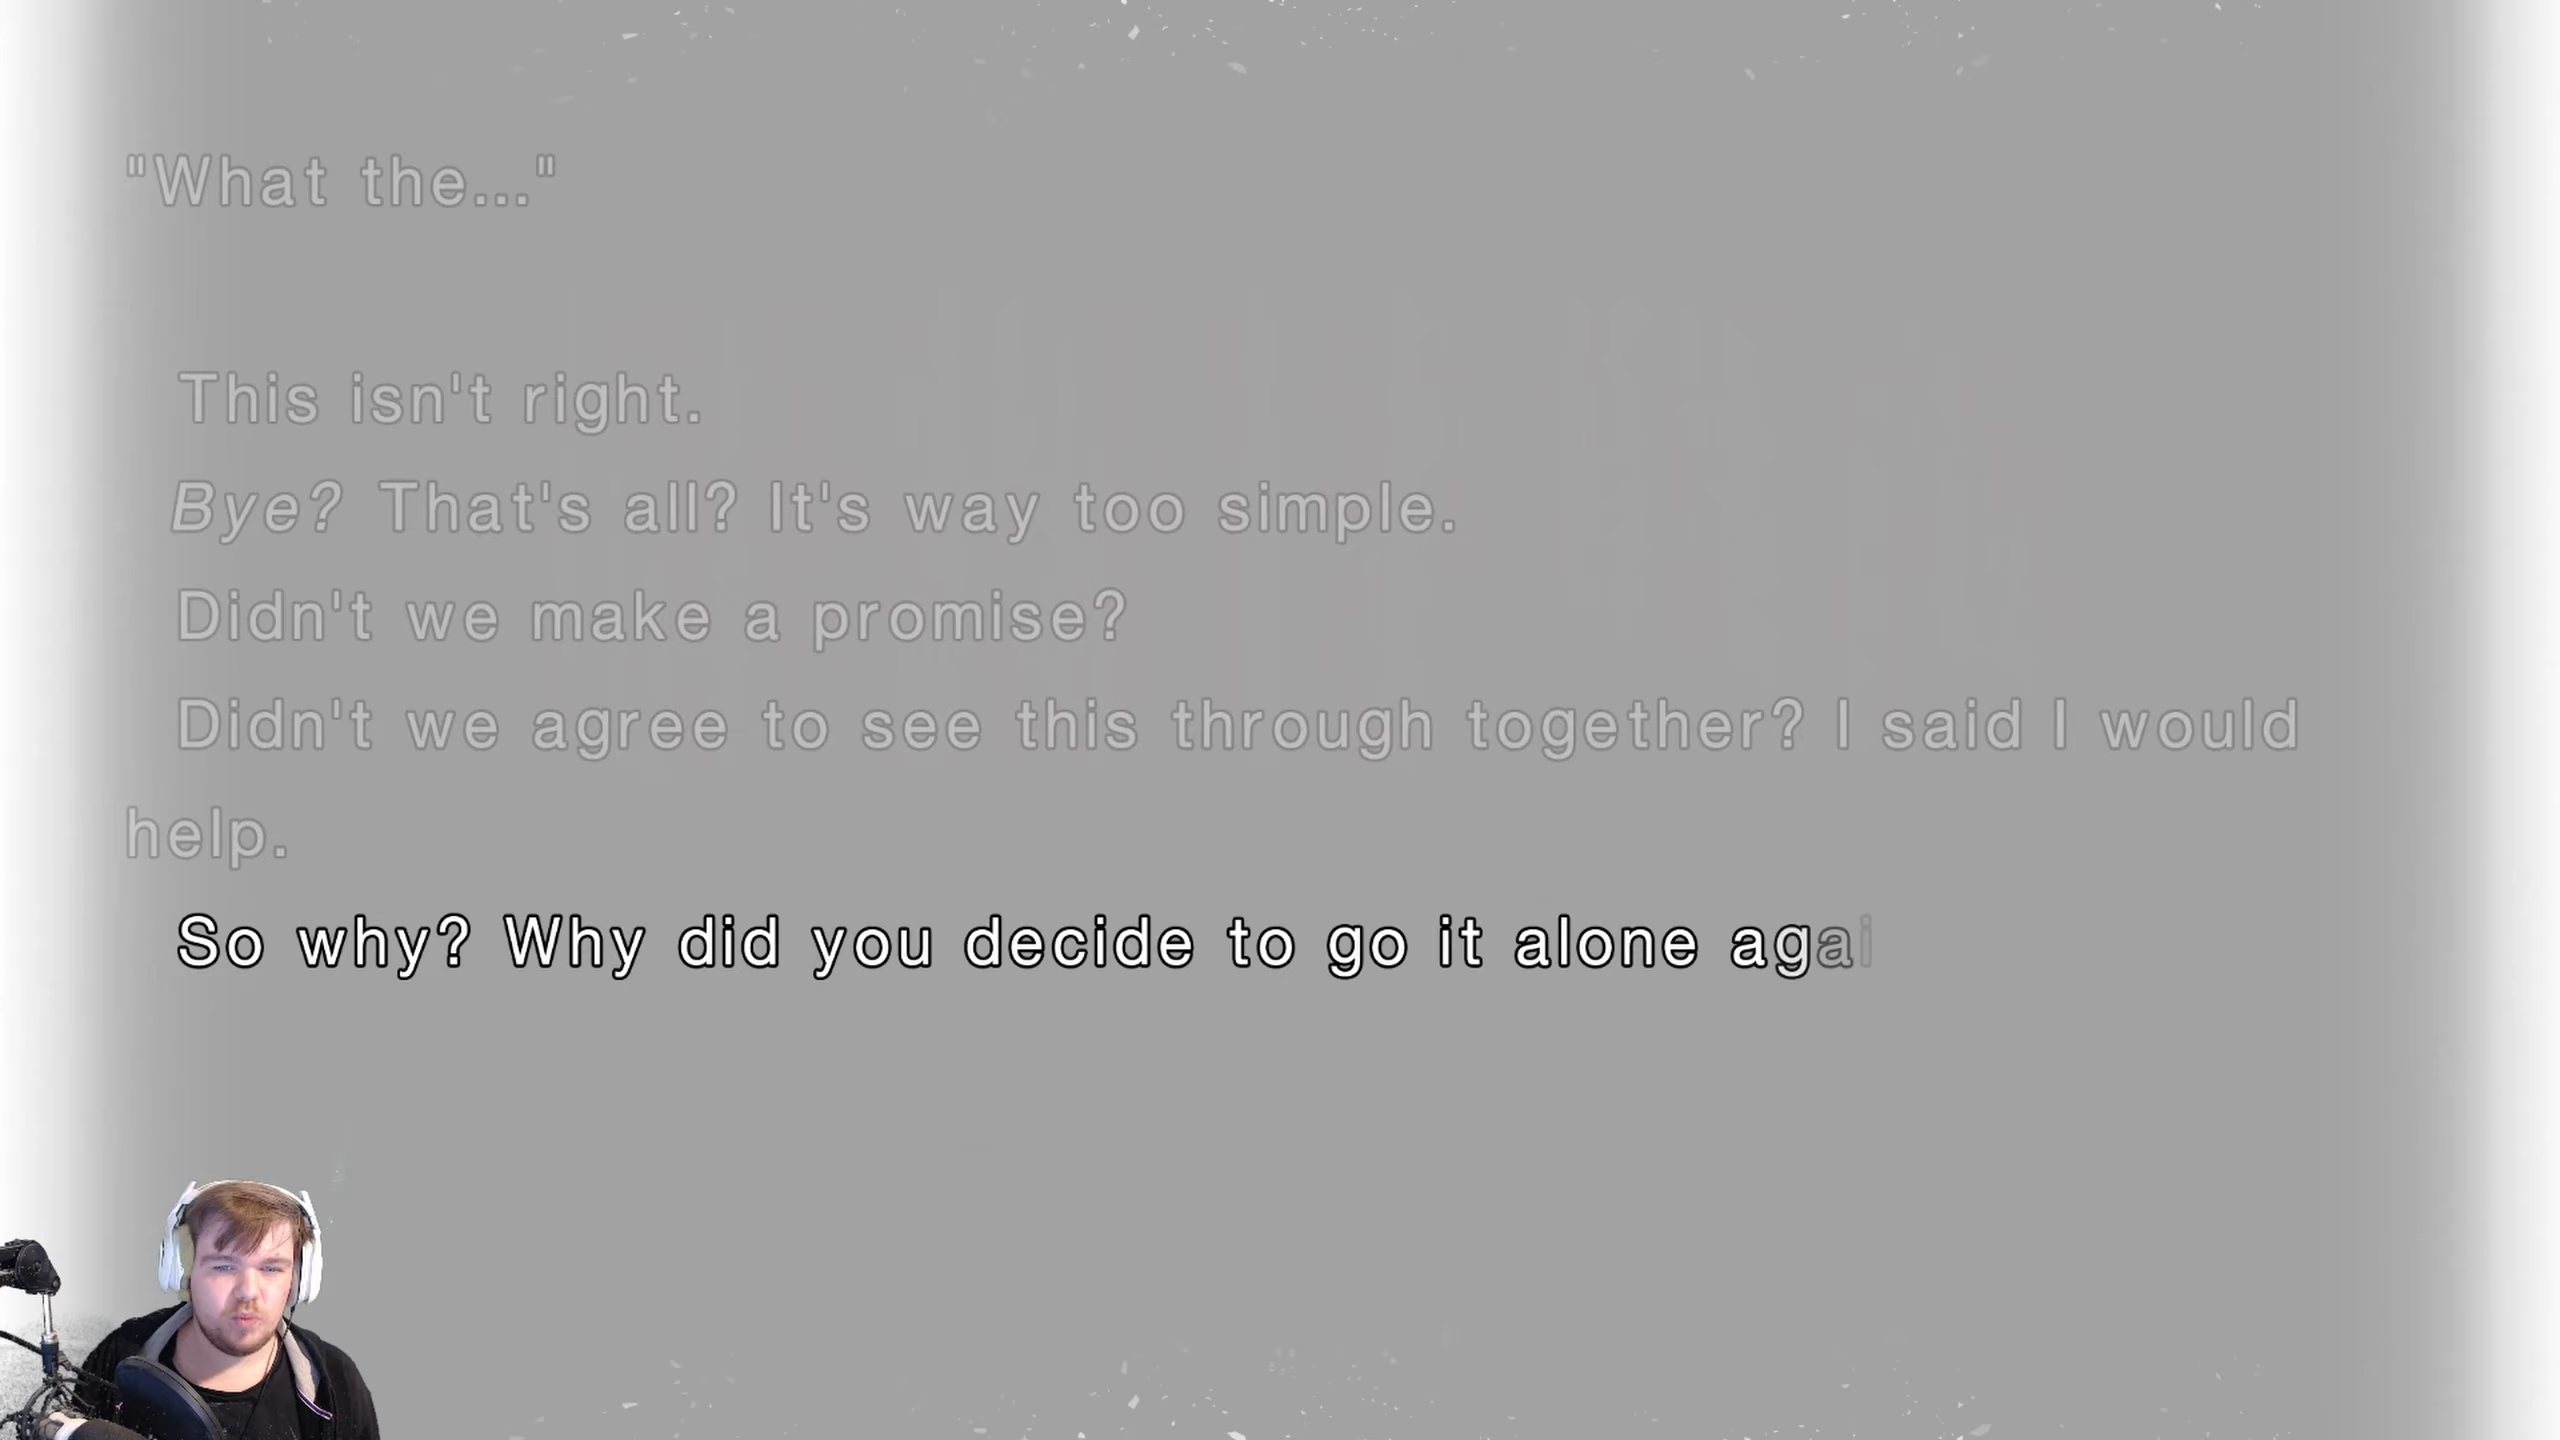 "What the..."
This isn't right.
Bye? That's all? It's way too simple.
Didn't we make a promise?
Didn't we agree to see this through together? I said I would
help.
So why? Why did you decide to go it alone agai